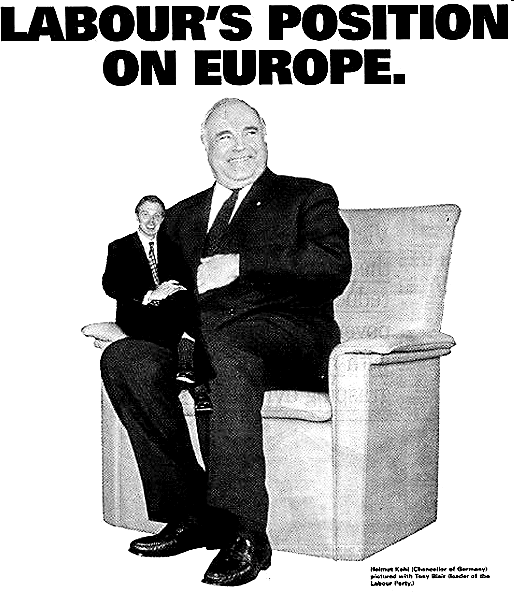 LABOUR'S POSITION
ON EUROPE.
Helmut Kohl (Chancellor of Germany)
pictured with Tony Blair (leader of the
Labour Party.)